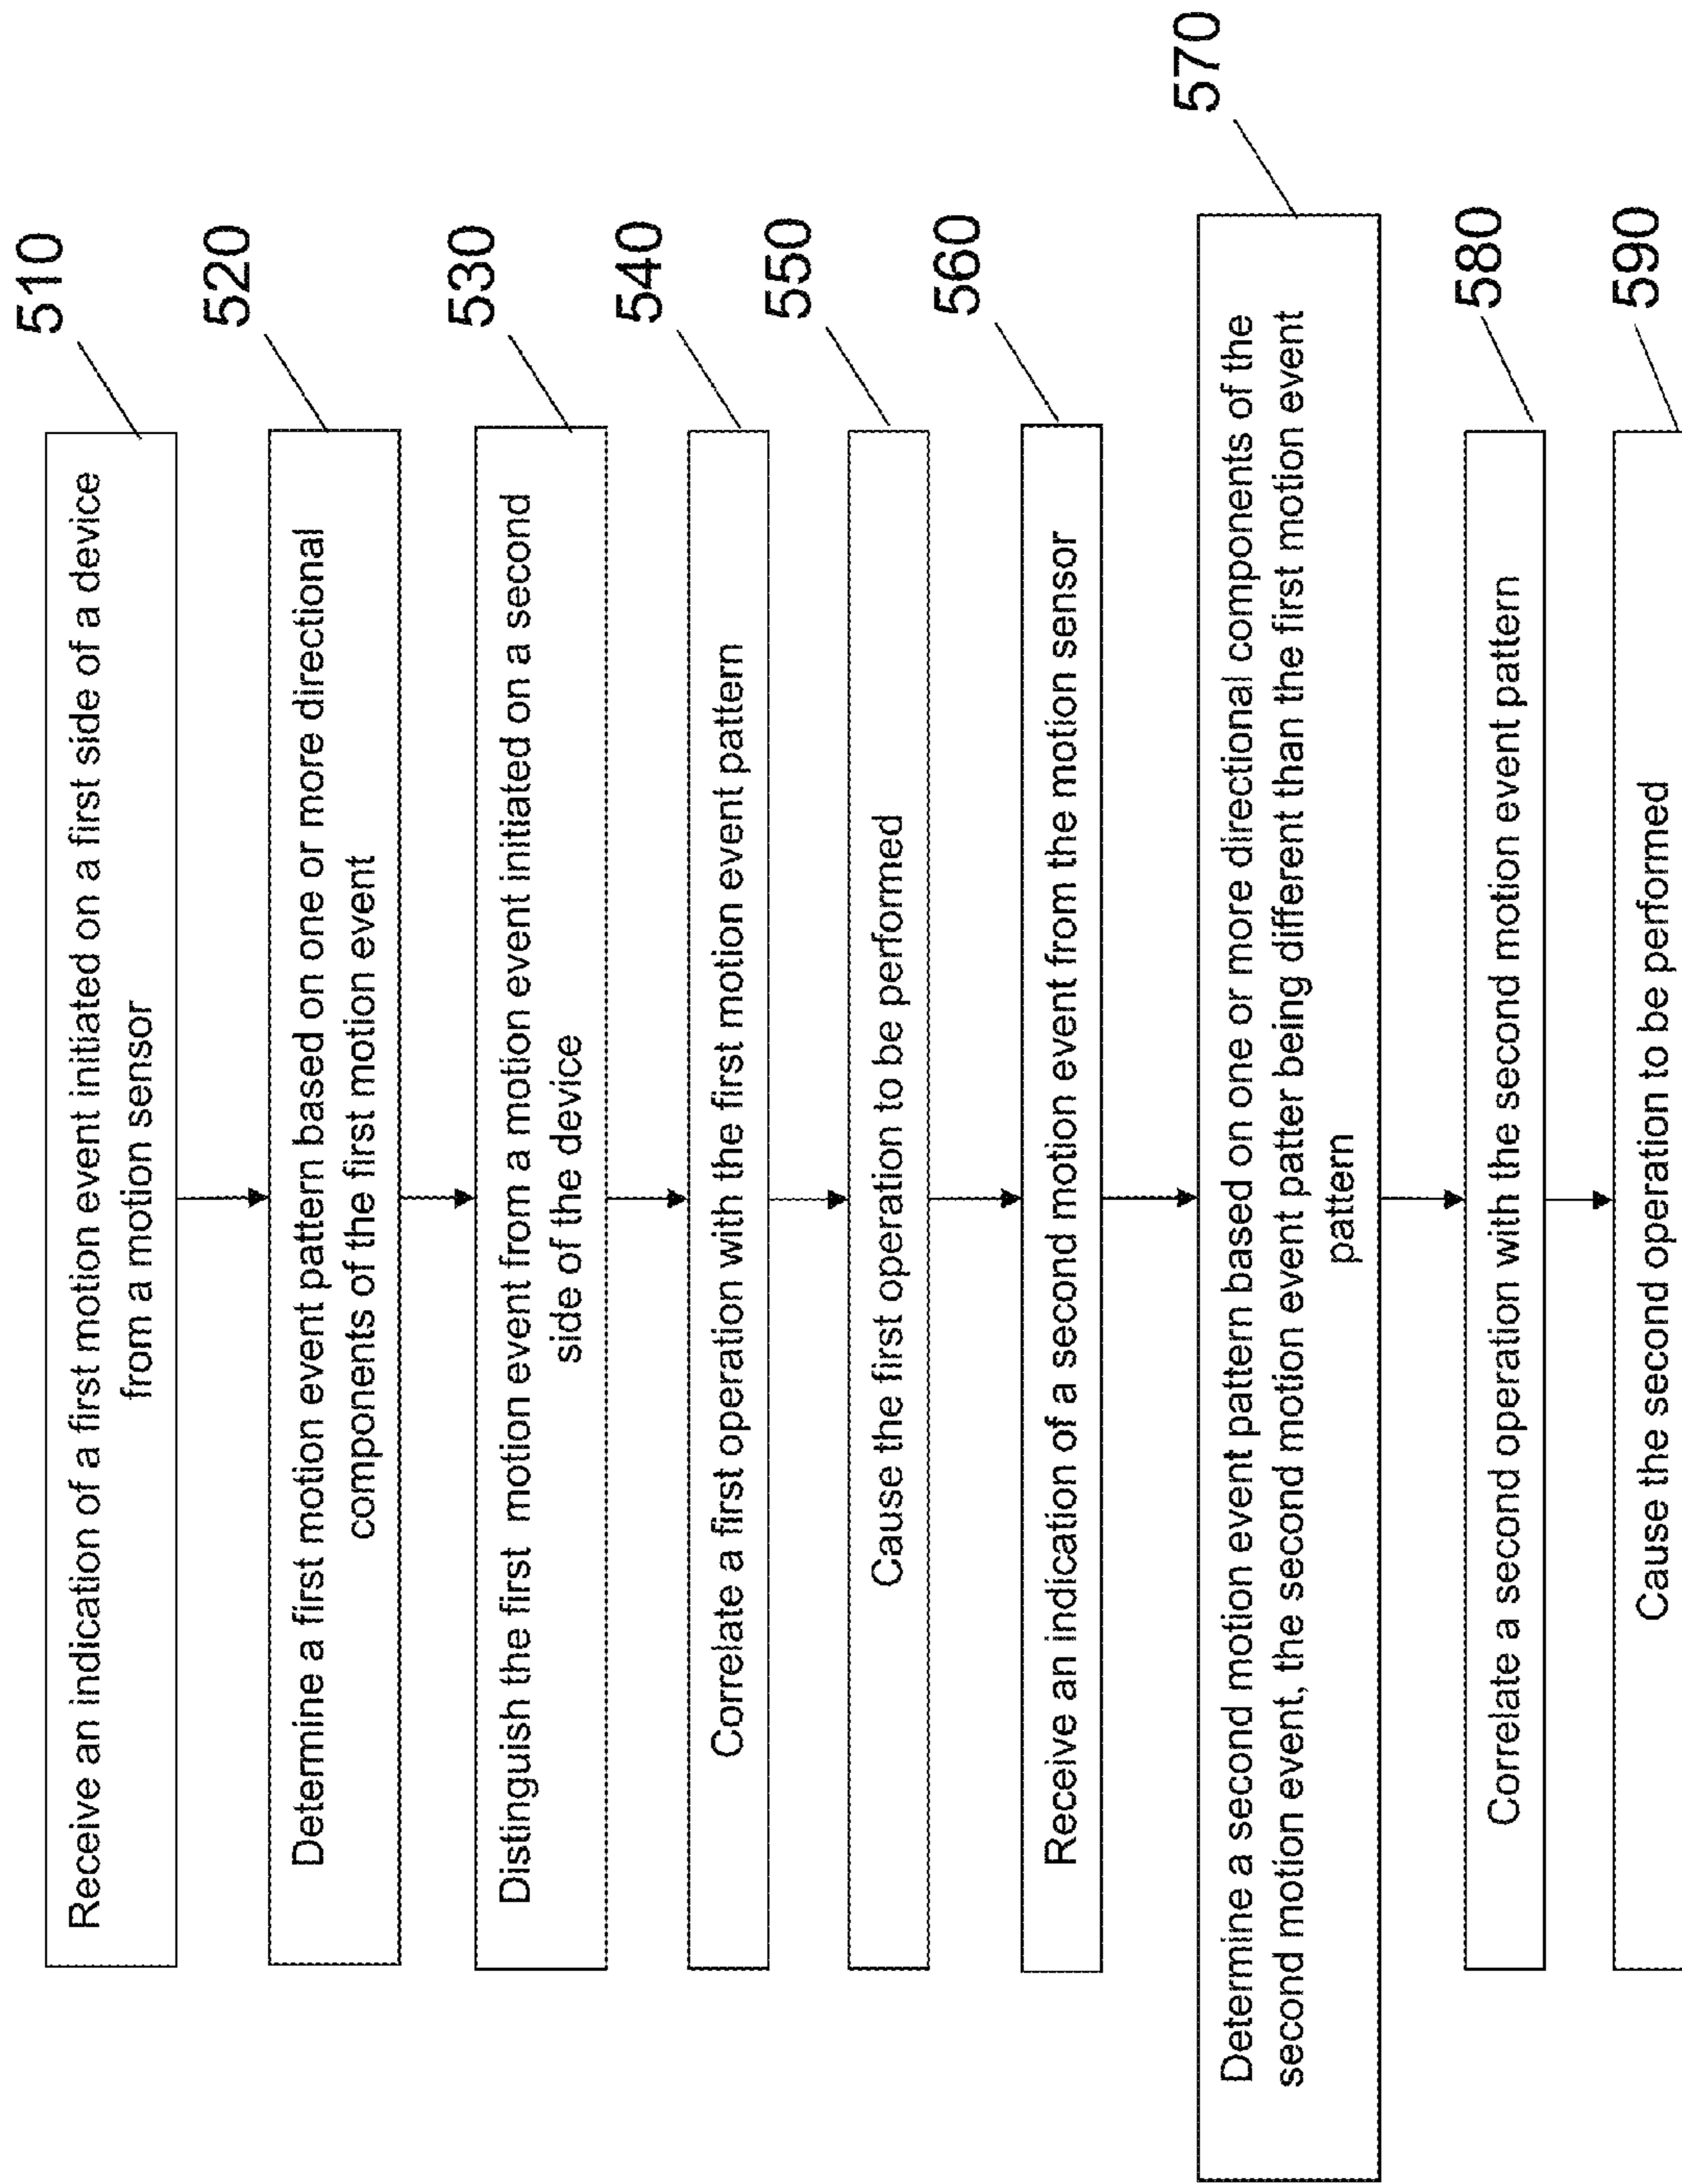 510
Receive an indication of a first motion event initiated on a first side of a device
from a motion sensor
520
Determine a first motion event pattern based on one or more directional
components of the first motion event
530
Distinguish the first motion event from a motion event initiated on a second
side of the device
540
Correlate a first operation with the first motion event pattern
550
Cause the first operation to be performed
560
Receive an indication of a second motion event from the motion sensor
570
Determine a second motion event pattern based on one or more directional components of the
second motion event, the second motion event patter being different than the first motion event
pattern
580
Correlate a second operation with the second motion event pattern
590
Cause the second operation to be performed